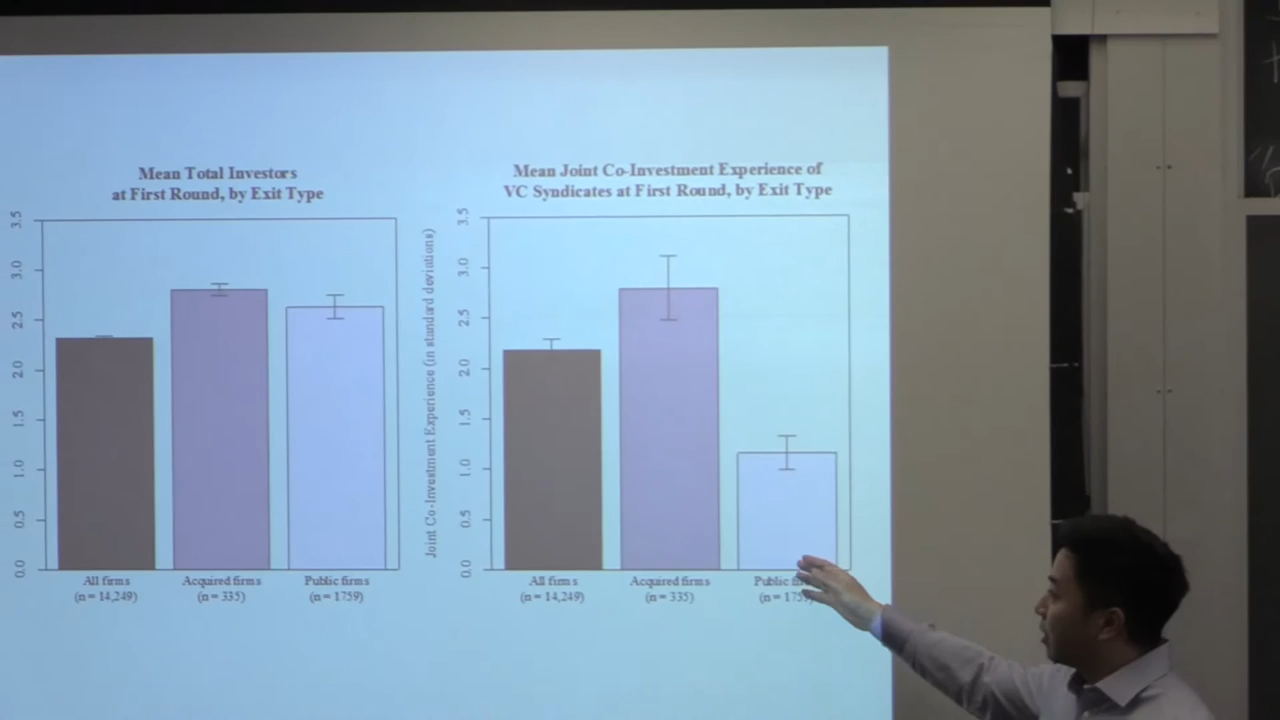 Mean Total Investors
at First Round, by Exit Type
3.5
3.0
2.5
2.0
1.5
1.0
0.5
0.0
All firms
(n = 14,249)
Acquired firms
(n = 335)
Public firms
(n = 1759)
Mean Joint Co-Investment Experience of
VC Syndicates at First Round, by Exit Type
Joint Co-Investment Experience (in standard deviations)
3.5
3.0
2.5
2.0
1.5
1.0
0.5
0.0
All firms
(n = 14,249)
Acquired firms
(n = 335)
Public
(n =